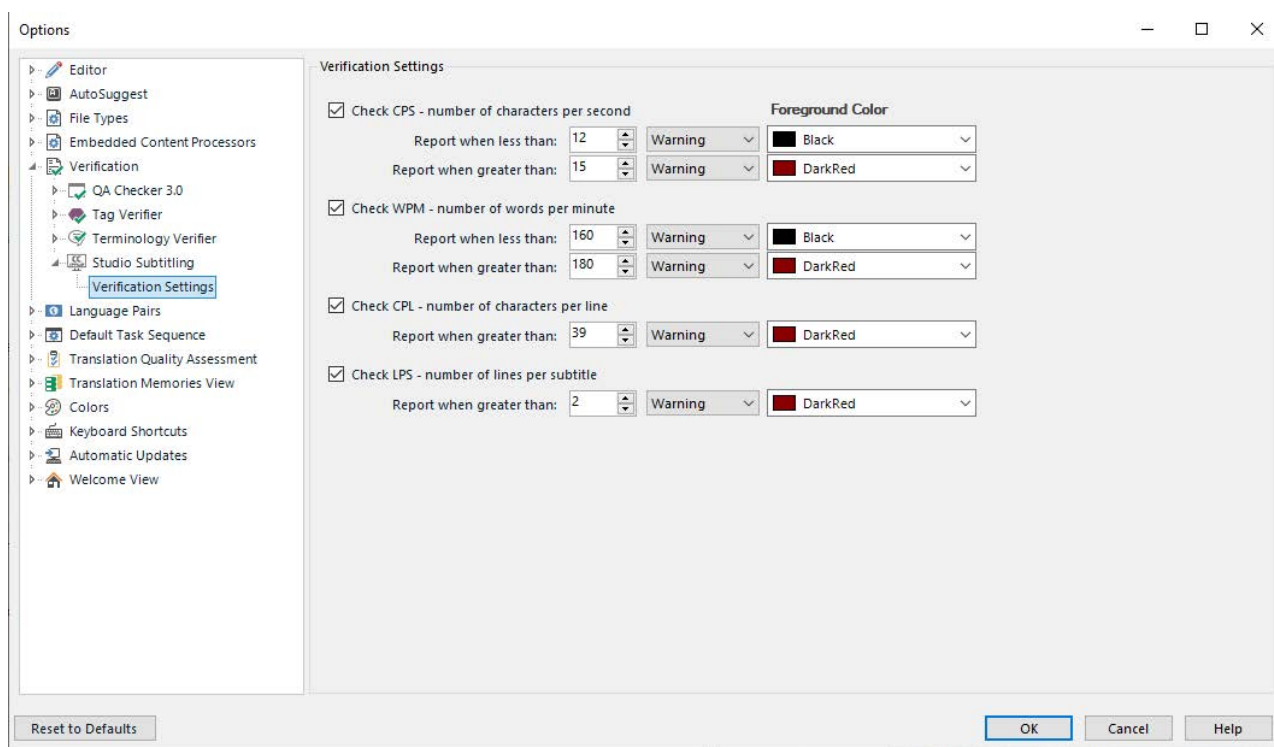 Options
Editor
AutoSuggest
File Types
Embedded Content Processors
Verification
QA Checker 3.0
Tag Verifier
Terminology Verifier
Studio Subtitling
Verification Settings
Language Pairs
Default Task Sequence
Translation Quality Assessment
Translation Memories View
Colors
Keyboard Shortcuts
Automatic Updates
Welcome View
Verification Settings
Check CPS - number of characters per second Foreground Color
Report when less than: 12 Warning Black
Report when greater than: 15 Warning DarkRed
Check WPM - number of words per minute
Report when less than: 160 Warning Black
Report when greater than: 180 Warning DarkRed
Check CPL - number of characters per line
Report when greater than: 39 Warning DarkRed
Check LPS - number of lines per subtitle
Report when greater than: 2 Warning DarkRed
Reset to Defaults OK Cancel Help